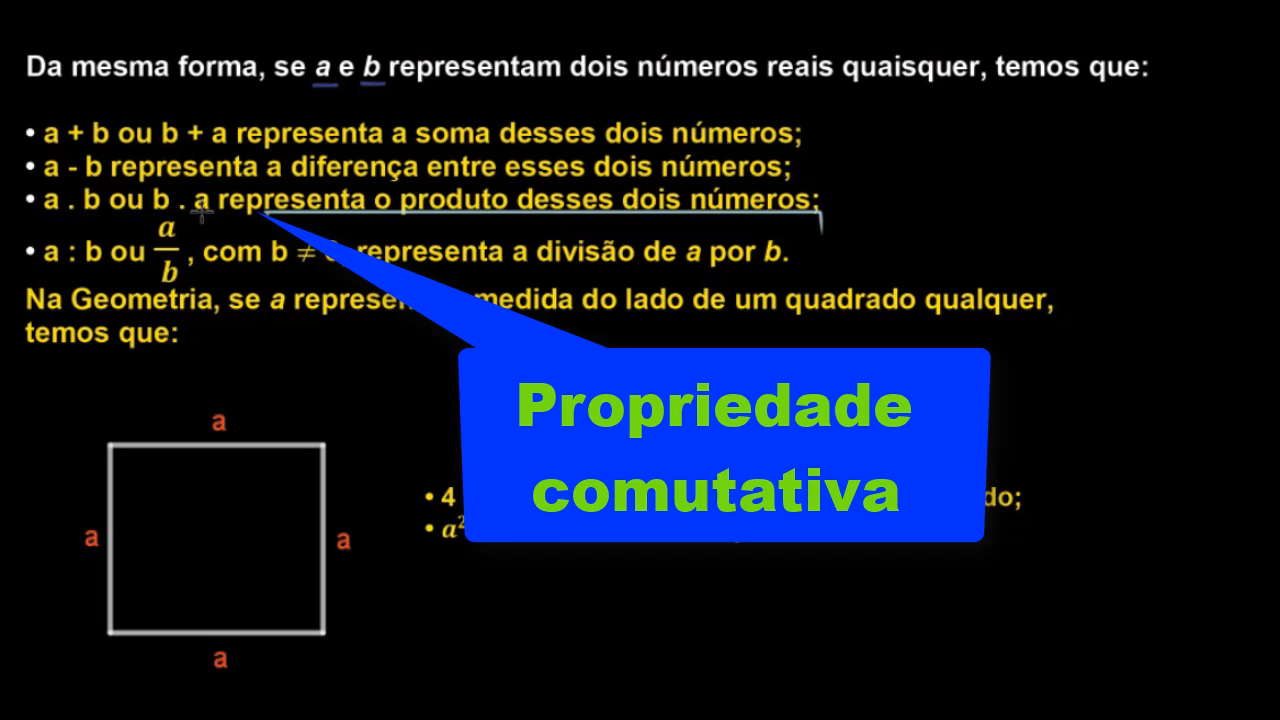 Da mesma forma, se a e b representam dois números reais quaisquer, temos que:
• a + b ou b + a representa a soma desses dois números;
• a - b representa a diferença entre esses dois números;
• a . b ou b . a representa o produto desses dois números;
• a : b ou a/b , com b ≠ representa a divisão de a por b.
Na Geometria, se a medida do lado de um quadrado qualquer,
temos que:
Propriedade
comutativa
a
a
a
a
• 4
• a²